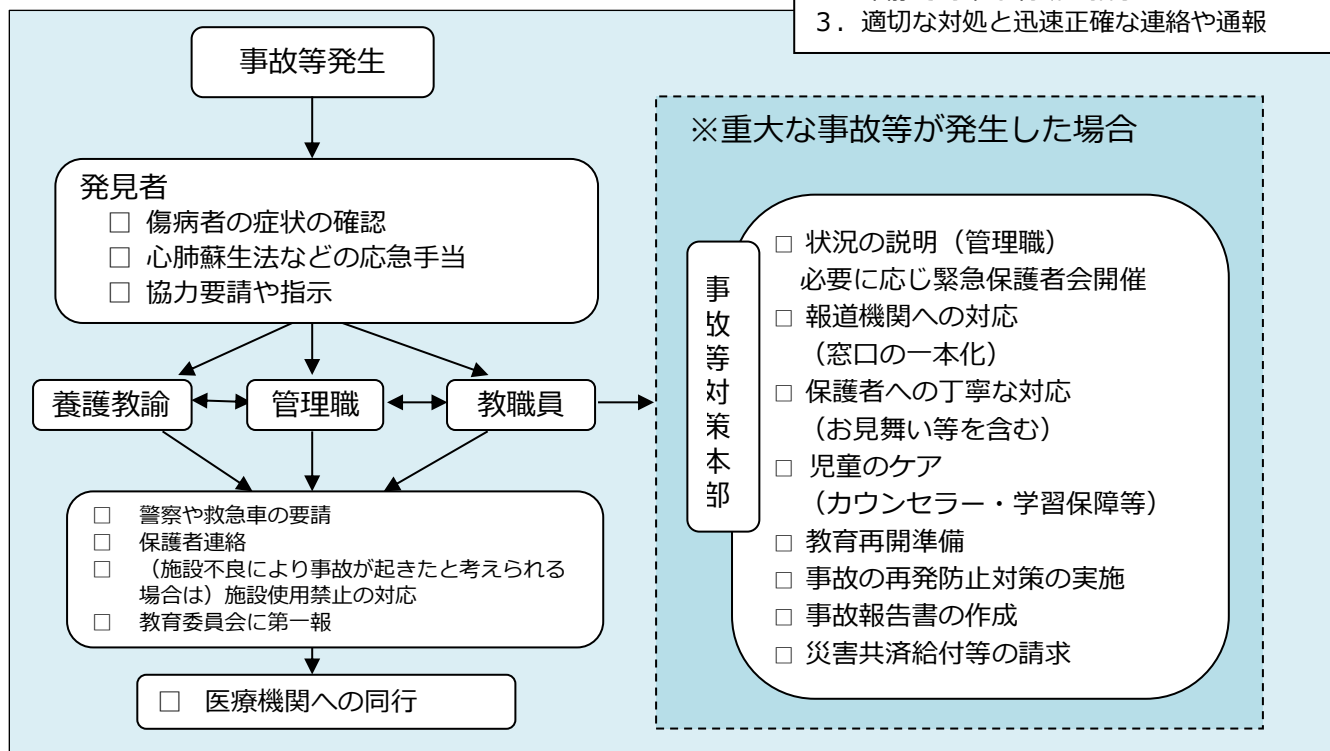 3．適切な対処と迅速正確な連絡や通報
事故等発生
発見者
□ 傷病者の症状の確認
□ 心肺蘇生法などの応急手当
□ 協力要請や指示
養護教諭
管理職
教職員
□ 警察や救急車の要請
□ 保護者連絡
□ （施設不良により事故が起きたと考えられる
場合は）施設使用禁止の対応
□ 教育委員会に第一報
□ 医療機関への同行
※重大な事故等が発生した場合
事故等対策本部
□ 状況の説明（管理職）
必要に応じ緊急保護者会開催
□ 報道機関への対応
（窓口の一本化）
□ 保護者への丁寧な対応
（お見舞い等を含む）
□ 児童のケア
（カウンセラー・学習保障等）
□ 教育再開準備
□ 事故の再発防止対策の実施
□ 事故報告書の作成
□ 災害共済給付等の請求